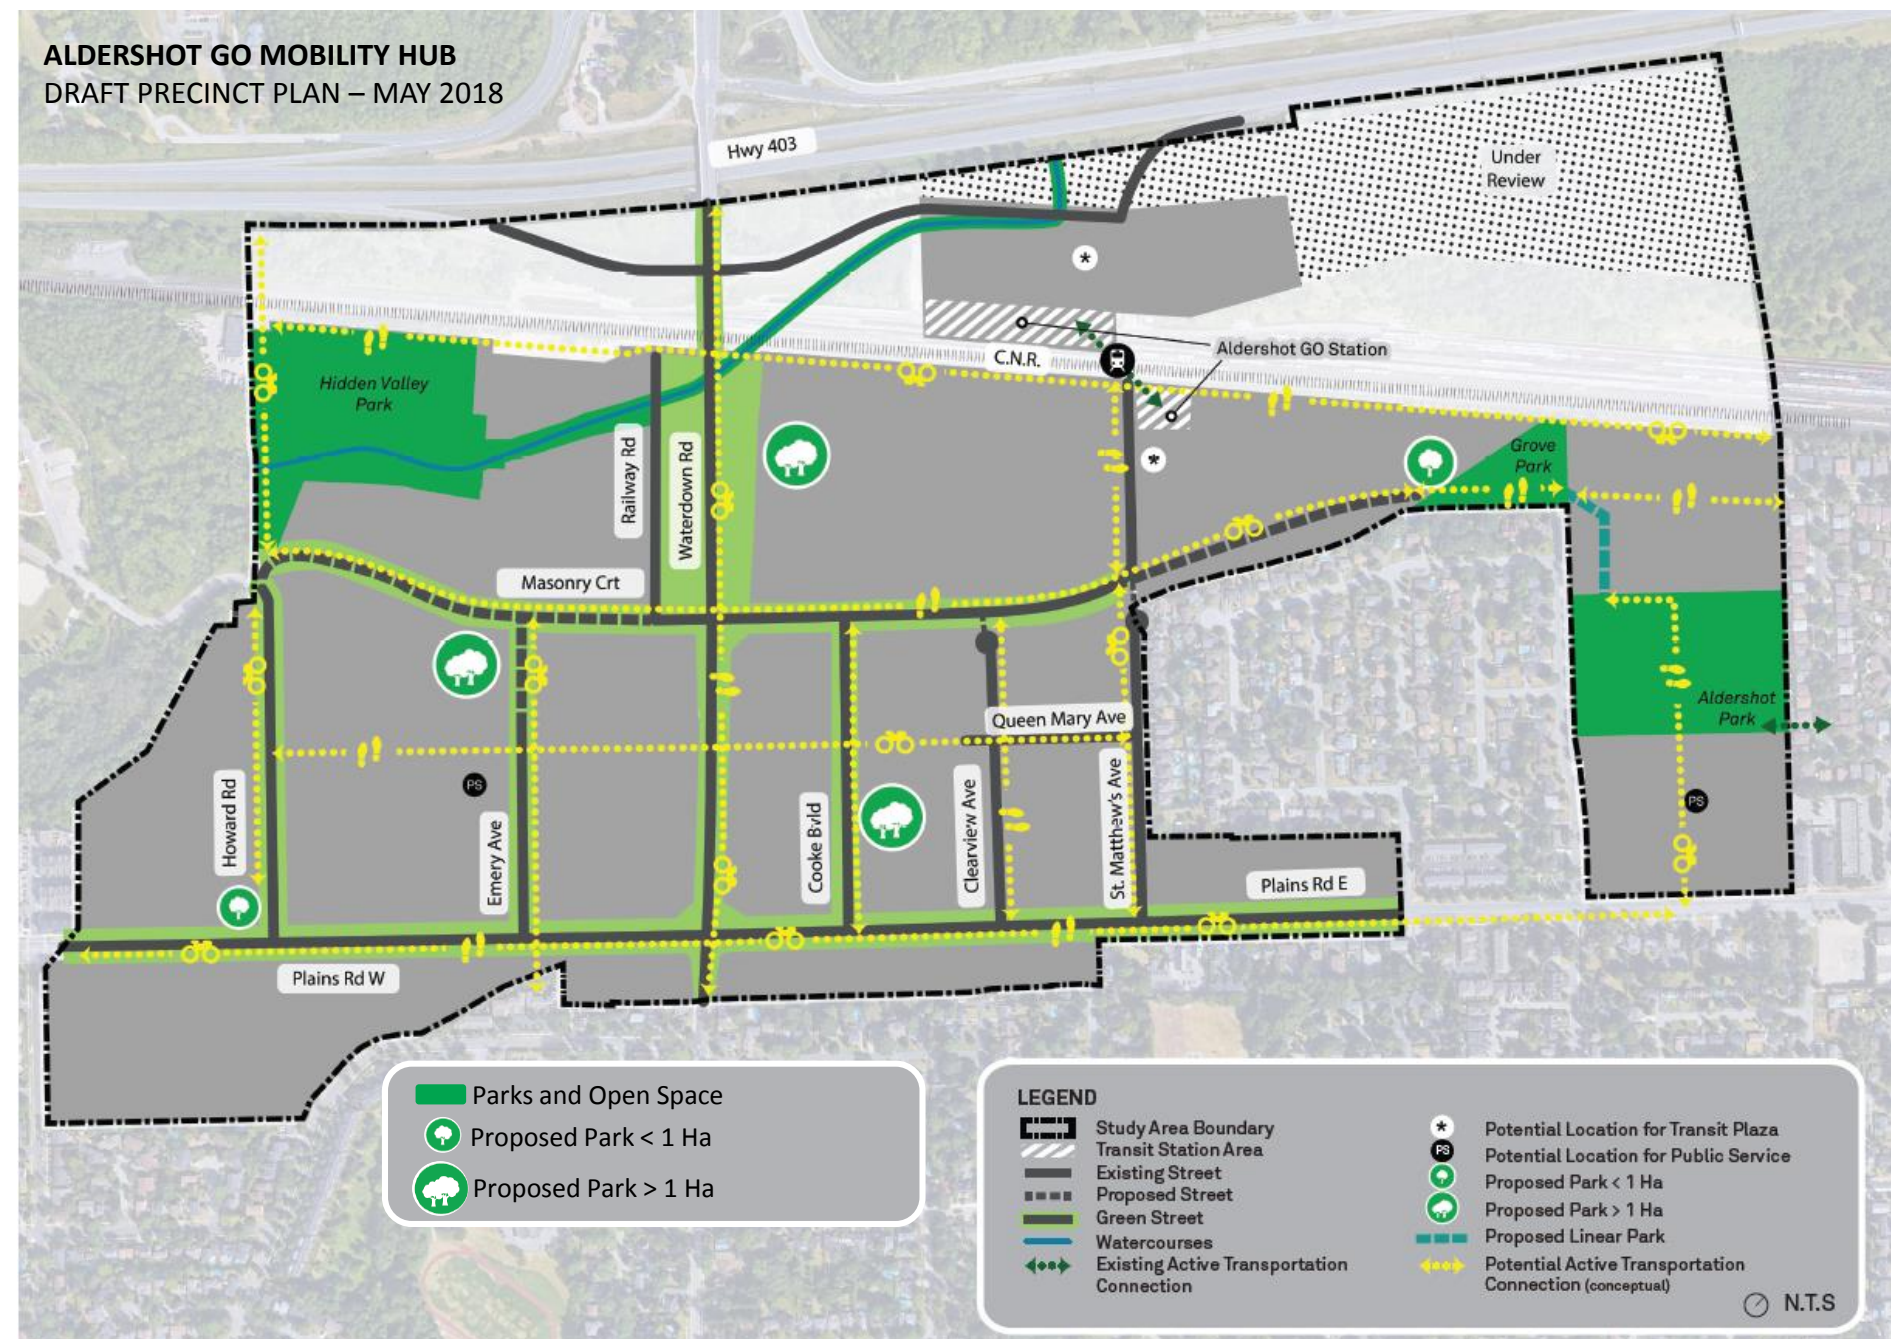 ALDERSHOT GO MOBILITY HUB
DRAFT PRECINCT PLAN – MAY 2018
Hwy 403
Under
Review
*
Aldershot GO Station
C.N.R.
Hidden Valley
Park
Railway Rd
Waterdown Rd
*
Grove
Park
Masonry Crt
Queen Mary Ave
Aldershot
Park
Howard Rd
PS
Emery Ave
Cooke Bvld
Clearview Ave
St. Matthew's Ave
PS
Plains Rd E
Plains Rd W
Parks and Open Space
Proposed Park < 1 Ha
Proposed Park > 1 Ha
LEGEND
Study Area Boundary
Transit Station Area
Existing Street
Proposed Street
Green Street
Watercourses
Existing Active Transportation
Connection
* Potential Location for Transit Plaza
PS Potential Location for Public Service
Proposed Park < 1 Ha
Proposed Park > 1 Ha
Proposed Linear Park
Potential Active Transportation
Connection (conceptual)
N.T.S